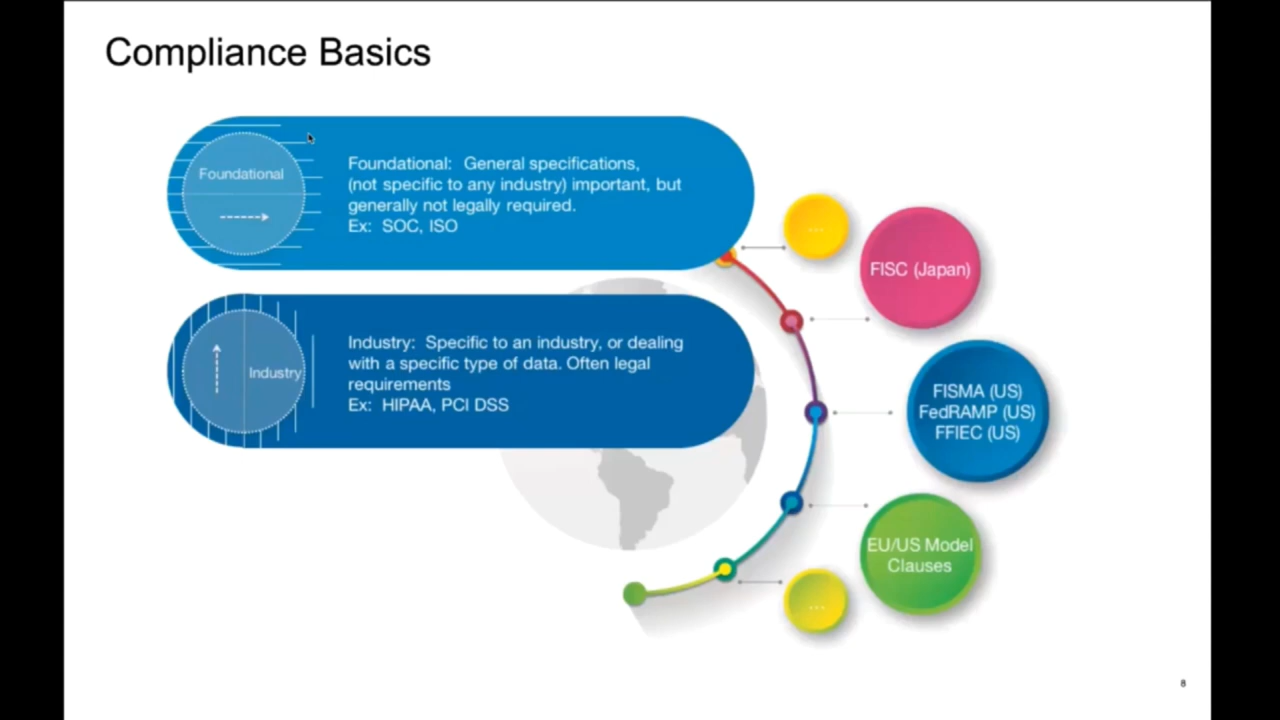 Compliance Basics
Foundational
Foundational: General specifications,
(not specific to any industry) important, but
generally not legally required.
Ex: SOC, ISO
Industry
Industry: Specific to an industry, or dealing
with a specific type of data. Often legal
requirements
Ex: HIPAA, PCI DSS
...
FISC (Japan)
FISMA (US)
FedRAMP (US)
FFIEC (US)
EU/US Model
Clauses
...
8